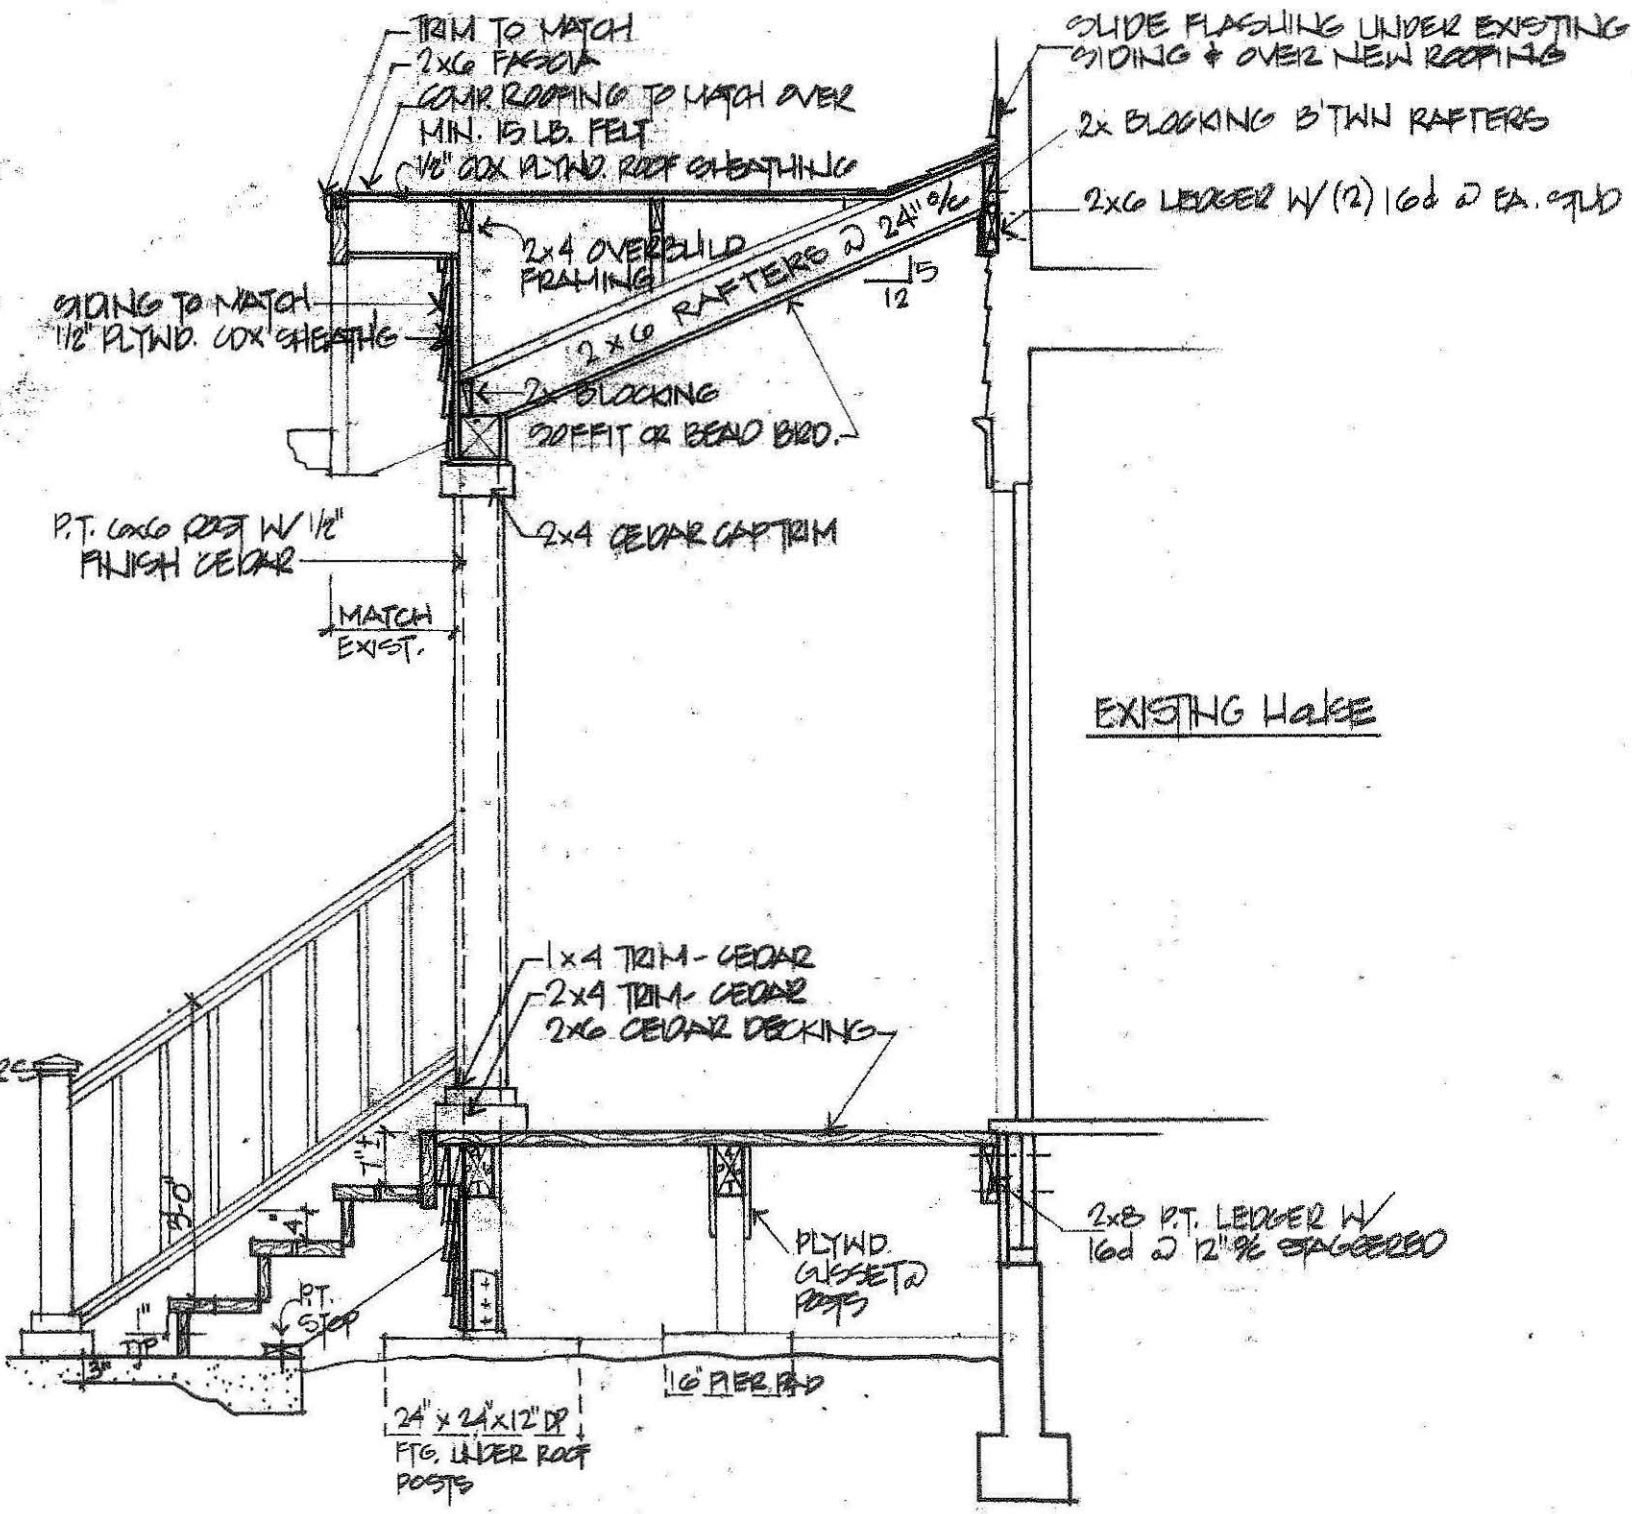 TRIM TO MATCH
2x6 FASCIA
COMP. ROOFING TO MATCH OVER
MIN. 15 LB. FELT
1/2" CDX PLYWD. ROOF SHEATHING
SLIDE FLASHING UNDER EXISTING
SIDING & OVER NEW ROOFING
2x BLOCKING B'TWN RAFTERS
2x6 LEDGER W/ (2) 16d @ EA. STUD
2x4 OVERBUILD
FRAMING
2x6 RAFTERS @ 24" o/c
5
12
SIDING TO MATCH
1/2" PLYWD. CDX SHEATH'G
2x BLOCKING
SOFFIT OR BEAD BRD.
P.T. 6x6 POST W/ 1/2"
FINISH CEDAR
2x4 CEDAR CAP TRIM
MATCH
EXIST.
EXISTING HOUSE
1x4 TRIM - CEDAR
2x4 TRIM - CEDAR
2x6 CEDAR DECKING
3'-0"
2x8 P.T. LEDGER W/
16d @ 12" o/c STAGGERED
PLYWD.
GUSSET @
POSTS
P.T.
STOP
1"
TYP
3"
16" PIER PAD
24" x 24" x 12" DP
FTG. UNDER ROOF
POSTS